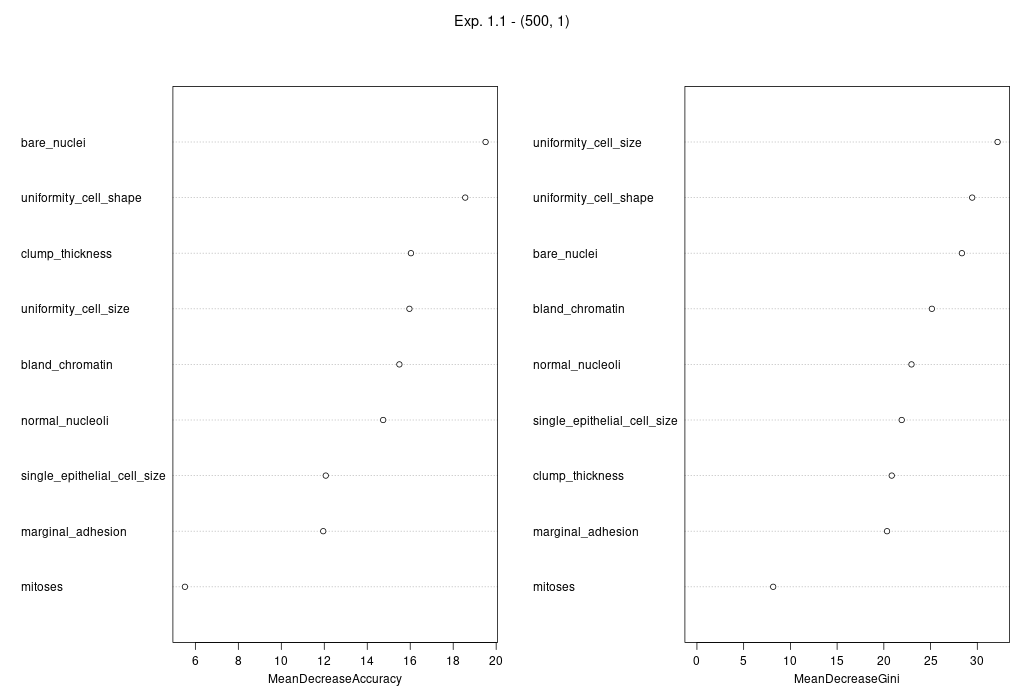 Exp. 1.1 - (500, 1)
bare_nuclei
uniformity_cell_shape
clump_thickness
uniformity_cell_size
bland_chromatin
normal_nucleoli
single_epithelial_cell_size
marginal_adhesion
mitoses
6 8 10 12 14 16 18 20
MeanDecreaseAccuracy
uniformity_cell_size
uniformity_cell_shape
bare_nuclei
bland_chromatin
normal_nucleoli
single_epithelial_cell_size
clump_thickness
marginal_adhesion
mitoses
0 5 10 15 20 25 30
MeanDecreaseGini